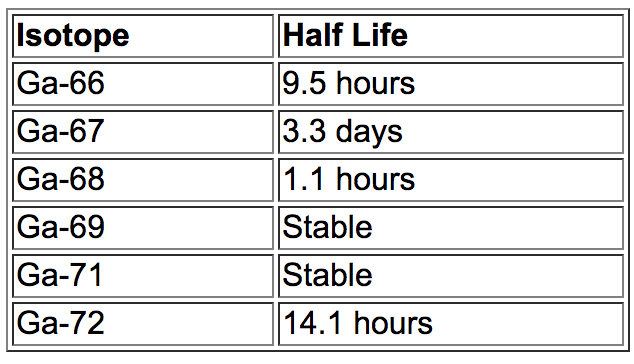 Isotope Half Life
Ga-66 9.5 hours
Ga-67 3.3 days
Ga-68 1.1 hours
Ga-69 Stable
Ga-71 Stable
Ga-72 14.1 hours